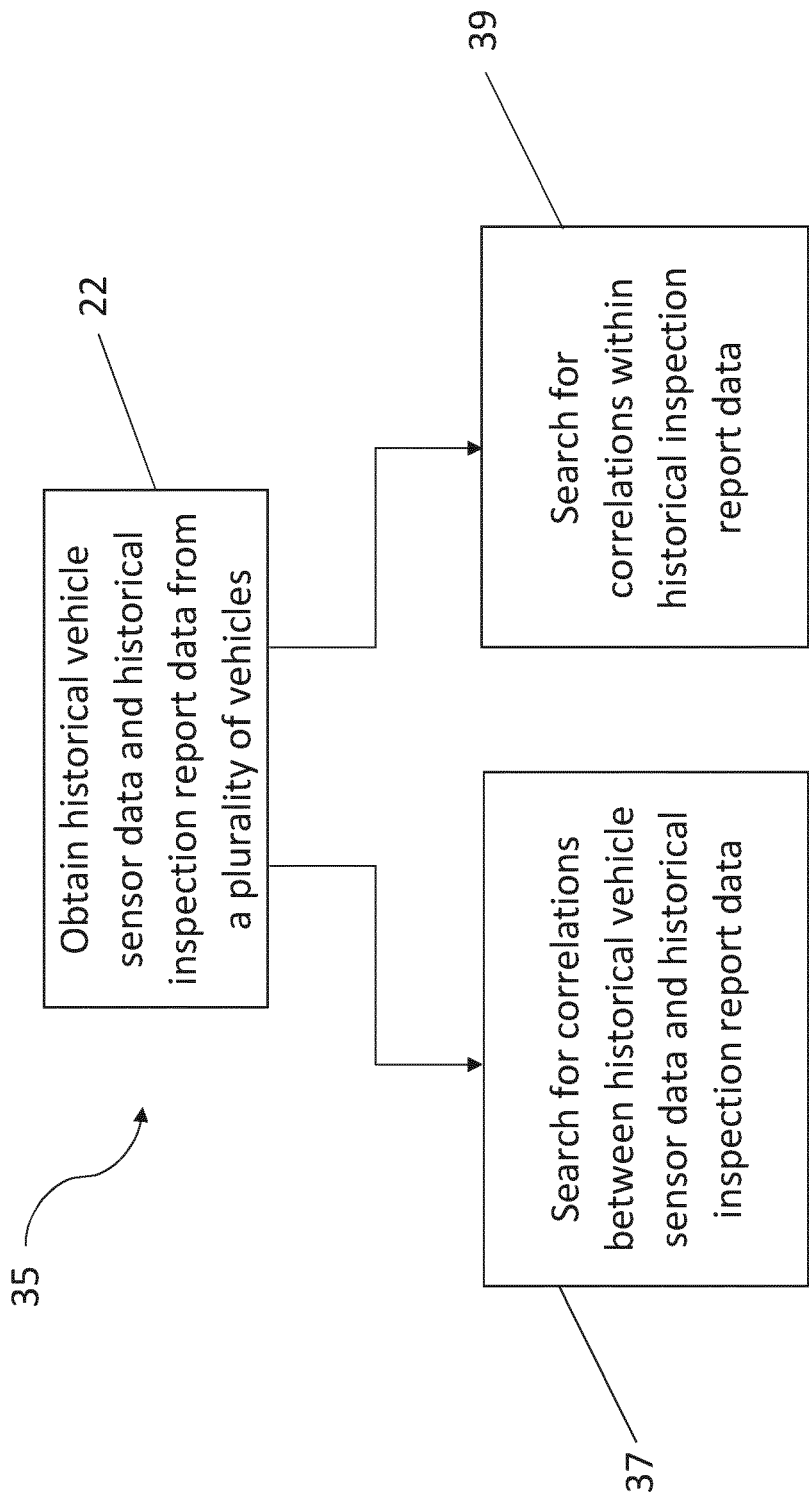 35
22
Obtain historical vehicle
sensor data and historical
inspection report data from
a plurality of vehicles
37
Search for correlations
between historical vehicle
sensor data and historical
inspection report data
39
Search for
correlations within
historical inspection
report data